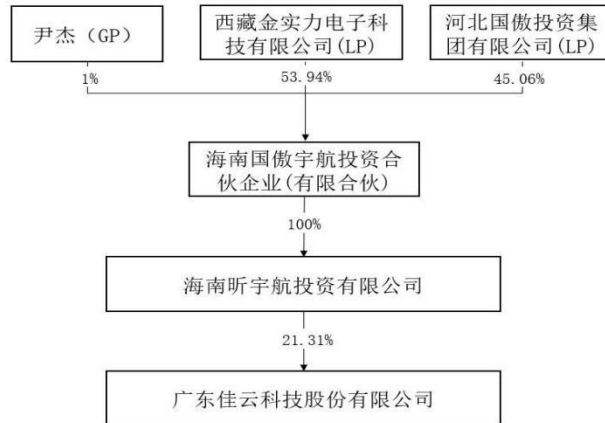 尹杰（GP）
西藏金实力电子科
技有限公司(LP)
河北国傲投资集
团有限公司(LP)
1%
53.94%
45.06%
海南国傲宇航投资合
伙企业(有限合伙)
100%
海南昕宇航投资有限公司
21.31%
广东佳云科技股份有限公司